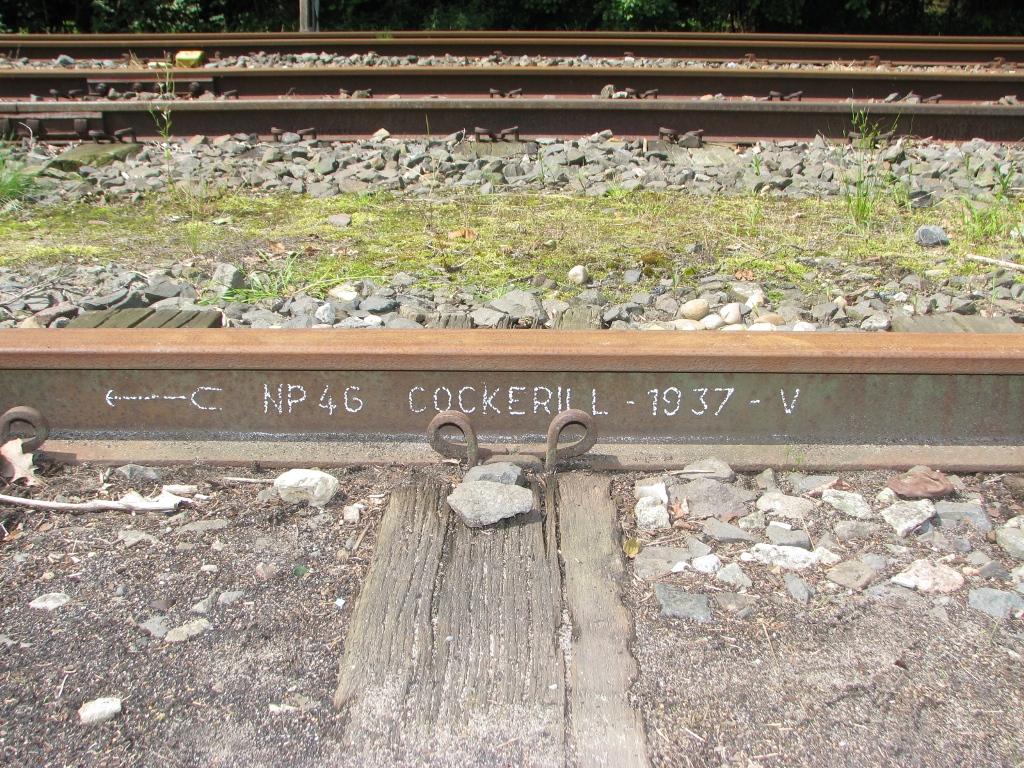 ←C NP46 COCKERILL - 1937 - V